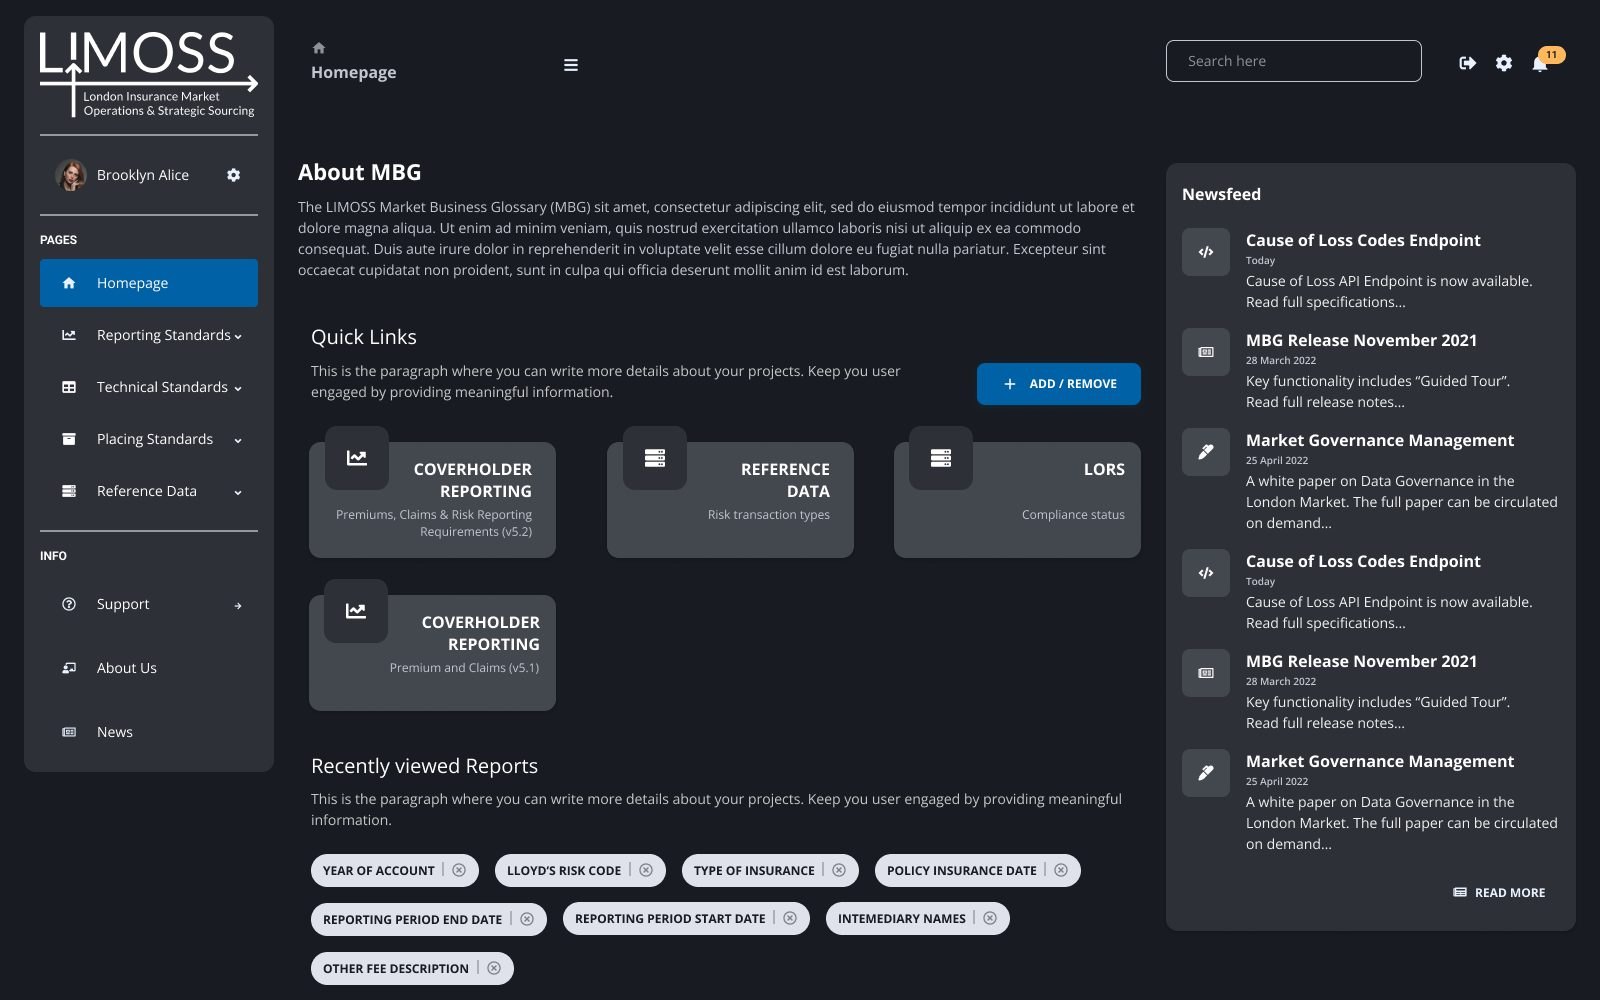 LIMOSS
London Insurance Market
Operations & Strategic Sourcing
Brooklyn Alice
PAGES
Homepage
Reporting Standards
Technical Standards
Placing Standards
Reference Data
INFO
Support
About Us
News
Homepage
Search here
11
About MBG
The LIMOSS Market Business Glossary (MBG) sit amet, consectetur adipiscing elit, sed do eiusmod tempor incididunt ut labore et
dolore magna aliqua. Ut enim ad minim veniam, quis nostrud exercitation ullamco laboris nisi ut aliquip ex ea commodo
consequat. Duis aute irure dolor in reprehenderit in voluptate velit esse cillum dolore eu fugiat nulla pariatur. Excepteur sint
occaecat cupidatat non proident, sunt in culpa qui officia deserunt mollit anim id est laborum.
Quick Links
This is the paragraph where you can write more details about your projects. Keep you user
engaged by providing meaningful information.
ADD / REMOVE
COVERHOLDER
REPORTING
Premiums, Claims & Risk Reporting
Requirements (v5.2)
REFERENCE
DATA
Risk transaction types
LORS
Compliance status
COVERHOLDER
REPORTING
Premium and Claims (v5.1)
Recently viewed Reports
This is the paragraph where you can write more details about your projects. Keep you user engaged by providing meaningful
information.
YEAR OF ACCOUNT
LLOYD'S RISK CODE
TYPE OF INSURANCE
POLICY INSURANCE DATE
REPORTING PERIOD END DATE
REPORTING PERIOD START DATE
INTEMEDIARY NAMES
OTHER FEE DESCRIPTION
Newsfeed
Cause of Loss Codes Endpoint
Today
Cause of Loss API Endpoint is now available.
Read full specifications...
MBG Release November 2021
28 March 2022
Key functionality includes “Guided Tour”.
Read full release notes...
Market Governance Management
25 April 2022
A white paper on Data Governance in the
London Market. The full paper can be circulated
on demand...
Cause of Loss Codes Endpoint
Today
Cause of Loss API Endpoint is now available.
Read full specifications...
MBG Release November 2021
28 March 2022
Key functionality includes “Guided Tour”.
Read full release notes...
Market Governance Management
25 April 2022
A white paper on Data Governance in the
London Market. The full paper can be circulated
on demand...
READ MORE